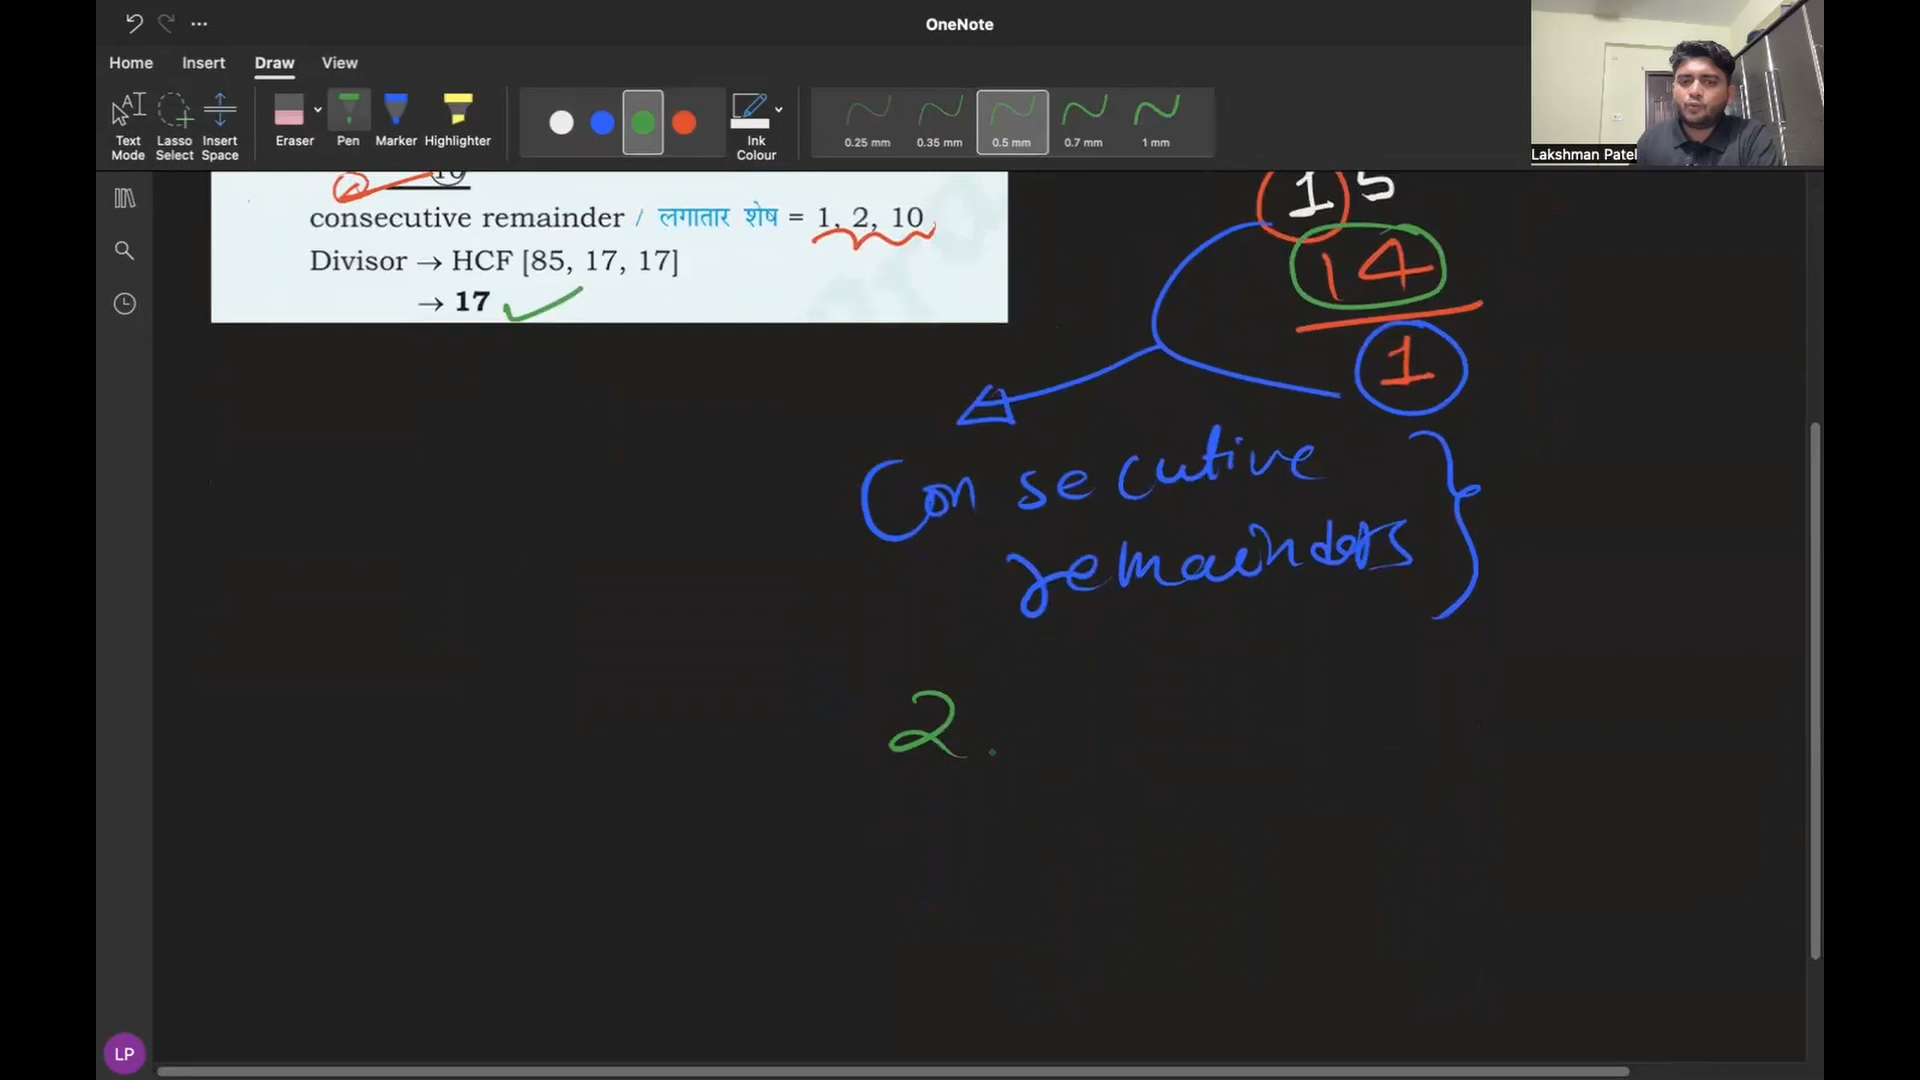 OneNote
Home Insert Draw View
Text Mode
Lasso Select
Insert Space
Eraser
Pen
Marker
Highlighter
Ink Colour
0.25 mm
0.35 mm
0.5 mm
0.7 mm
1 mm
Lakshman Patel
10
consecutive remainder / लगातार शेष = 1, 2, 10
Divisor → HCF [85, 17, 17]
→ 17
15
14
1
Consecutive
remainders
2.
LP